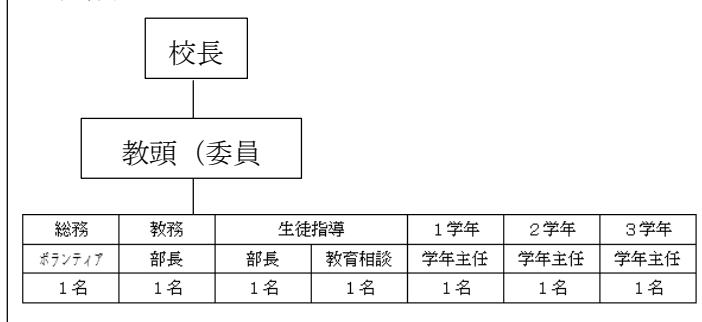 校長
教頭（委員
総務 教務 生徒指導 １学年 ２学年 ３学年
ボランティア 部長 部長 教育相談 学年主任 学年主任 学年主任
１名 １名 １名 １名 １名 １名 １名